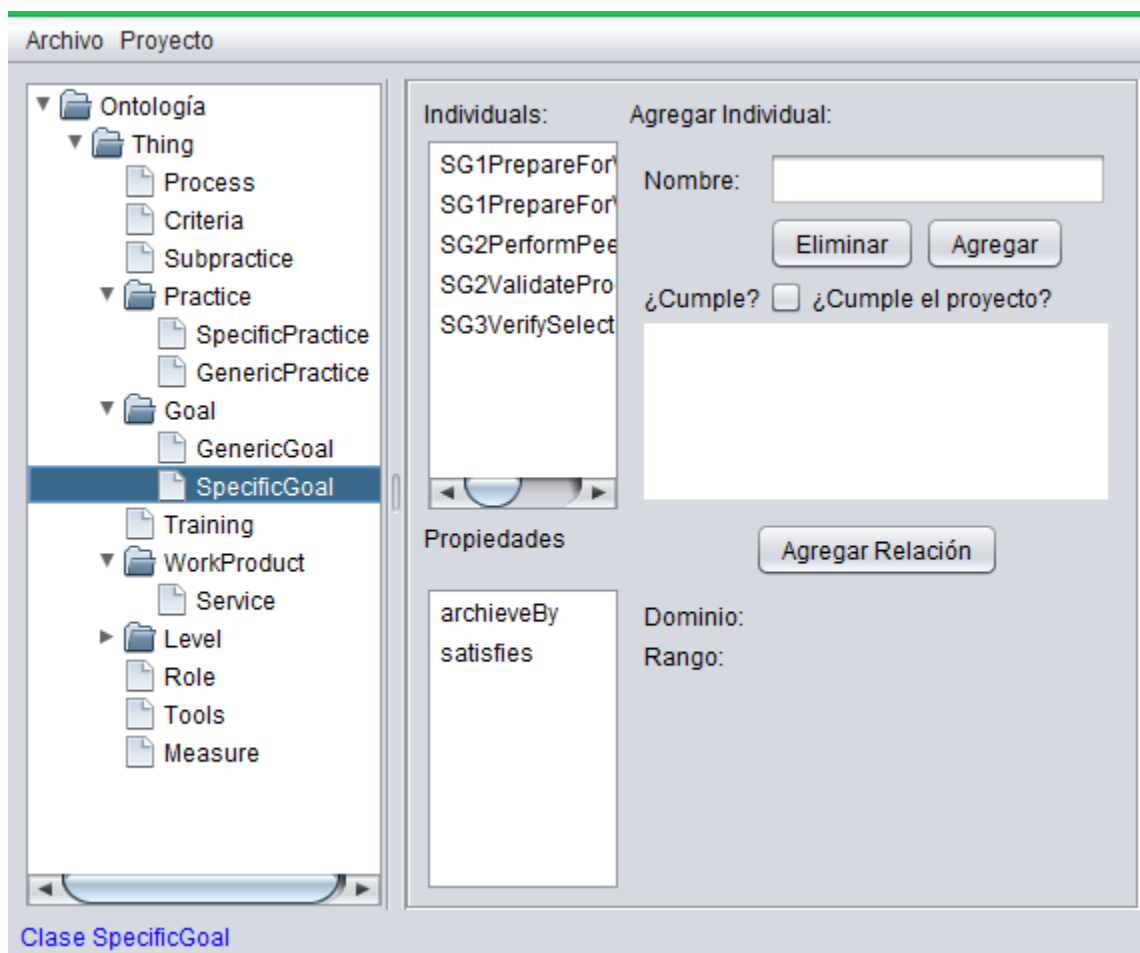 Archivo Proyecto
Ontología
Thing
Process
Criteria
Subpractice
Practice
SpecificPractice
GenericPractice
Goal
GenericGoal
SpecificGoal
Training
WorkProduct
Service
Level
Role
Tools
Measure
Individuals:
SG1PrepareFor
SG1PrepareFor
SG2PerformPee
SG2ValidatePro
SG3VerifySelect
Propiedades
archieveBy
satisfies
Agregar Individual:
Nombre:
Eliminar Agregar
¿Cumple? ¿Cumple el proyecto?
Agregar Relación
Dominio:
Rango:
Clase SpecificGoal